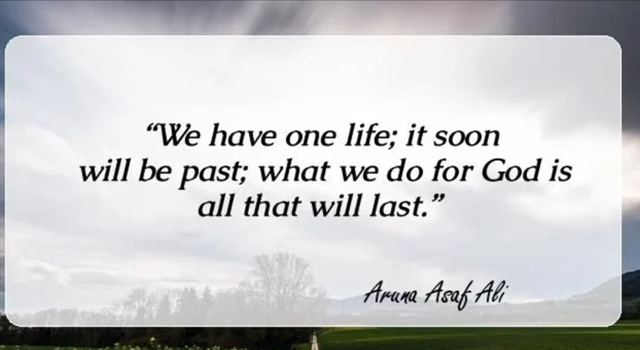 “We have one life; it soon
will be past; what we do for God is
all that will last.”
Aruna Asaf Ali